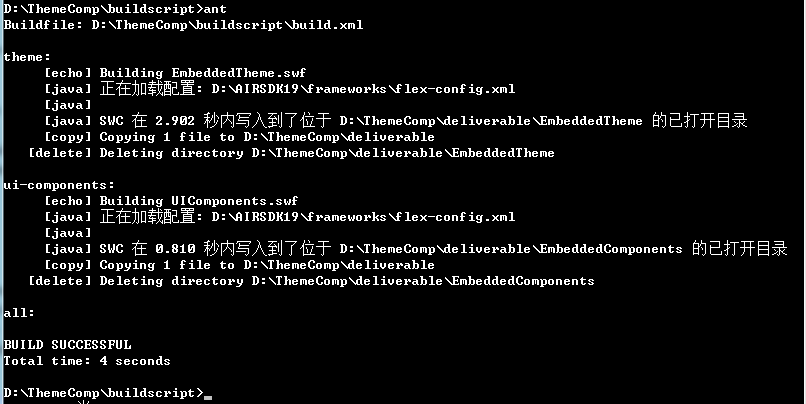 D:\ThemeComp\buildscript>ant
Buildfile: D:\ThemeComp\buildscript\build.xml
theme:
[echo] Building EmbeddedTheme.swf
[java] 正在加载配置: D:\AIRSDK19\frameworks\flex-config.xml
[java]
[java] SWC 在 2.902 秒内写入到了位于 D:\ThemeComp\deliverable\EmbeddedTheme 的已打开目录
[copy] Copying 1 file to D:\ThemeComp\deliverable
[delete] Deleting directory D:\ThemeComp\deliverable\EmbeddedTheme
ui-components:
[echo] Building UIComponents.swf
[java] 正在加载配置: D:\AIRSDK19\frameworks\flex-config.xml
[java]
[java] SWC 在 0.810 秒内写入到了位于 D:\ThemeComp\deliverable\EmbeddedComponents 的已打开目录
[copy] Copying 1 file to D:\ThemeComp\deliverable
[delete] Deleting directory D:\ThemeComp\deliverable\EmbeddedComponents
all:
BUILD SUCCESSFUL
Total time: 4 seconds
D:\ThemeComp\buildscript>_